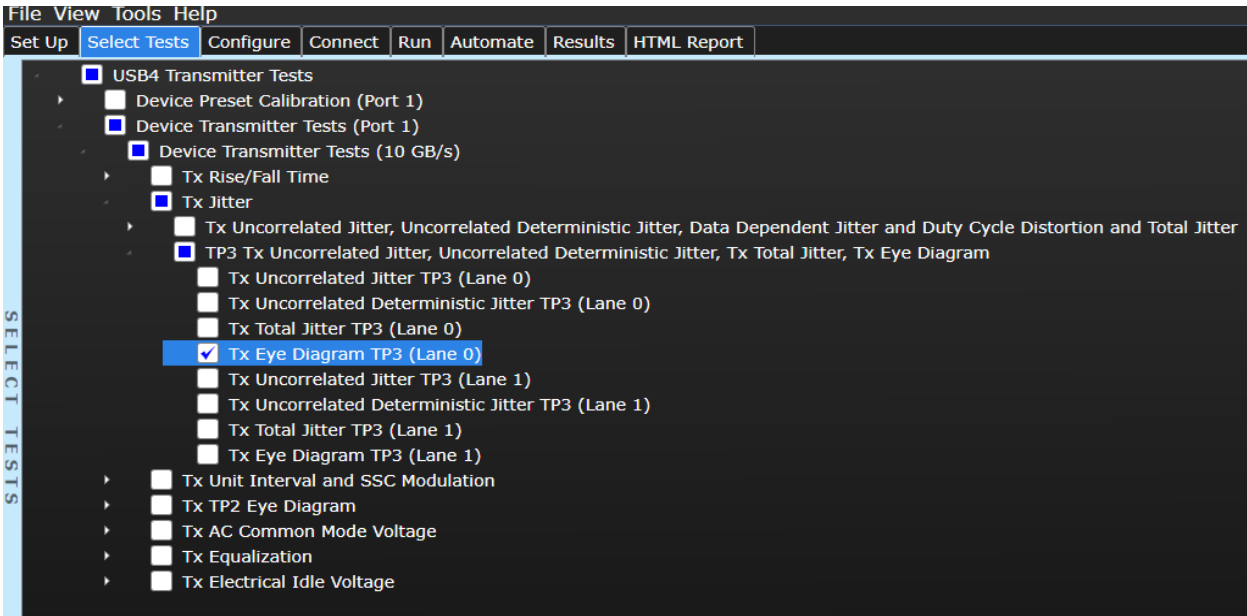 File View Tools Help
Set Up Select Tests Configure Connect Run Automate Results HTML Report
USB4 Transmitter Tests
Device Preset Calibration (Port 1)
Device Transmitter Tests (Port 1)
Device Transmitter Tests (10 GB/s)
Tx Rise/Fall Time
Tx Jitter
Tx Uncorrelated Jitter, Uncorrelated Deterministic Jitter, Data Dependent Jitter and Duty Cycle Distortion and Total Jitter
TP3 Tx Uncorrelated Jitter, Uncorrelated Deterministic Jitter, Tx Total Jitter, Tx Eye Diagram
Tx Uncorrelated Jitter TP3 (Lane 0)
Tx Uncorrelated Deterministic Jitter TP3 (Lane 0)
Tx Total Jitter TP3 (Lane 0)
Tx Eye Diagram TP3 (Lane 0)
Tx Uncorrelated Jitter TP3 (Lane 1)
Tx Uncorrelated Deterministic Jitter TP3 (Lane 1)
Tx Total Jitter TP3 (Lane 1)
Tx Eye Diagram TP3 (Lane 1)
Tx Unit Interval and SSC Modulation
Tx TP2 Eye Diagram
Tx AC Common Mode Voltage
Tx Equalization
Tx Electrical Idle Voltage
SELECT TESTS